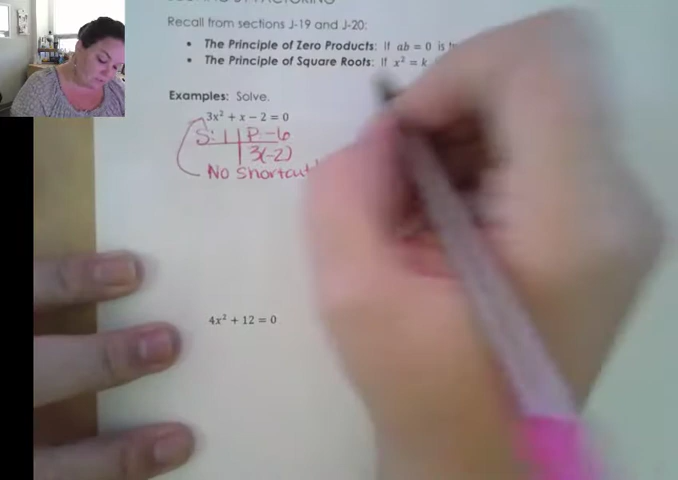 Recall from sections J-19 and J-20:
• The Principle of Zero Products: If ab = 0 is
• The Principle of Square Roots: If x² = k
Examples: Solve.
3x² + x − 2 = 0
S: 1 | P −6
3(−2)
No Shortcut
4x² + 12 = 0